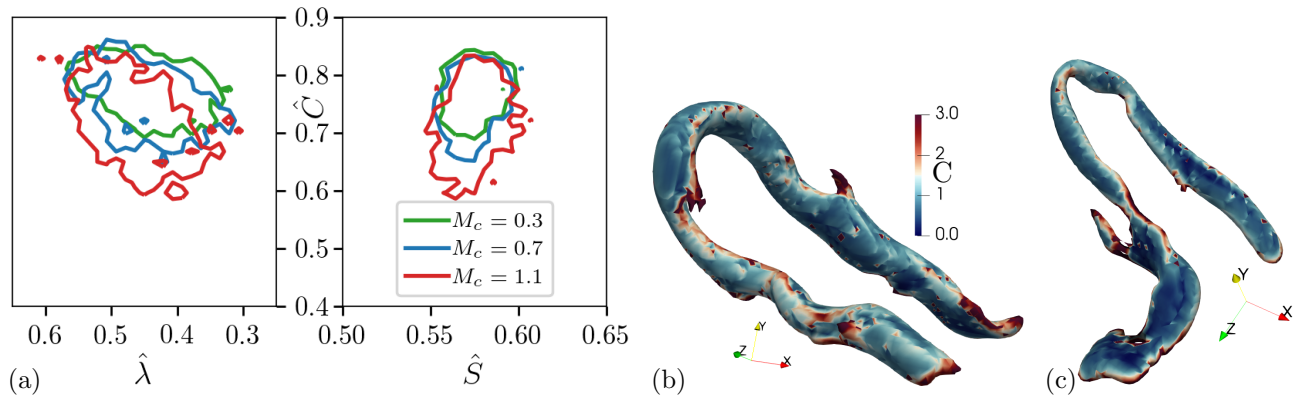 0.9
0.8
0.7
0.6
0.5
0.4
Ĉ
0.6 0.5 0.4 0.3
0.50 0.55 0.60 0.65
λ̂
Ŝ
M_c = 0.3
M_c = 0.7
M_c = 1.1
(a)
3.0
2
C
1
0.0
Y
Z
X
(b)
Y
X
Z
(c)